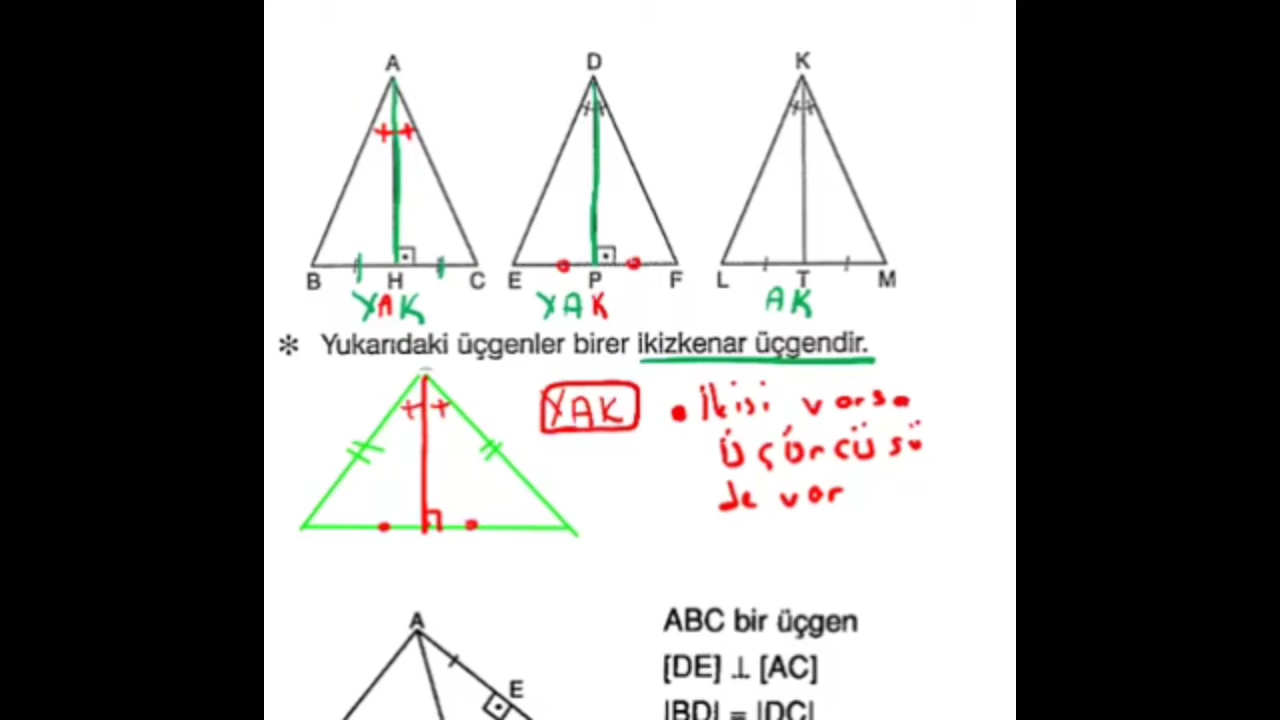 A D K
B H C E P F L T M
YAK YAK AK
* Yukarıdaki üçgenler birer ikizkenar üçgendir.
YAK • İkisi varsa
üçüncüsü
de var
A
ABC bir üçgen
E
[DE] ⊥ [AC]
|BD| = |DC|